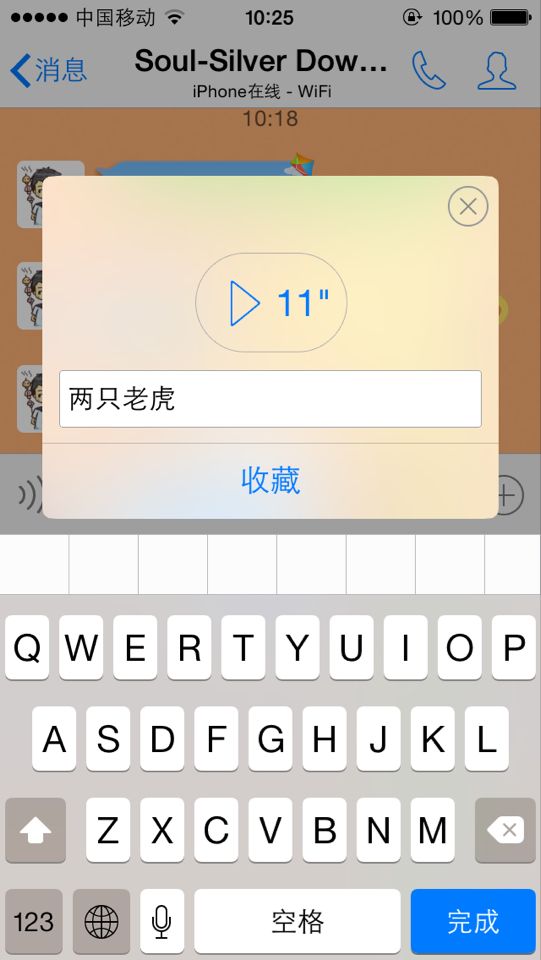 中国移动 10:25 100%
消息 Soul-Silver Dow...
iPhone在线 - WiFi
10:18
11"
两只老虎
收藏
Q W E R T Y U I O P
A S D F G H J K L
Z X C V B N M
123 空格 完成